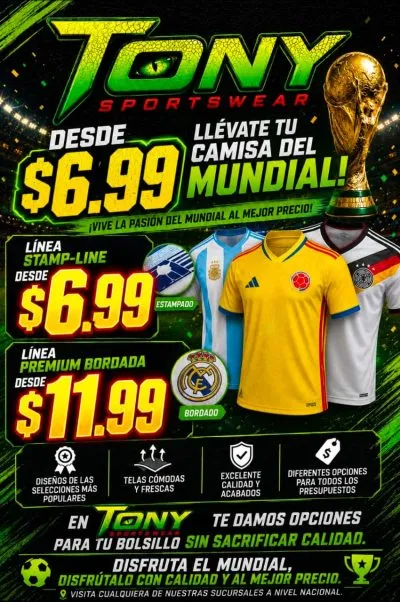 TONY
SPORTSWEAR
DESDE
$6.99
LLÉVATE TU
CAMISA DEL
MUNDIAL!
¡VIVE LA PASIÓN DEL MUNDIAL AL MEJOR PRECIO!
LÍNEA
STAMP-LINE
DESDE
$6.99
ESTAMPADO
LÍNEA
PREMIUM BORDADA
DESDE
$11.99
BORDADO
DISEÑOS DE LAS
SELECCIONES MÁS
POPULARES
TELAS CÓMODAS
Y FRESCAS
EXCELENTE
CALIDAD Y
ACABADOS
DIFERENTES OPCIONES
PARA TODOS LOS
PRESUPUESTOS
EN TONY SPORTSWEAR TE DAMOS OPCIONES
PARA TU BOLSILLO SIN SACRIFICAR CALIDAD.
DISFRUTA EL MUNDIAL,
DISFRÚTALO CON CALIDAD Y AL MEJOR PRECIO.
VISITA CUALQUIERA DE NUESTRAS SUCURSALES A NIVEL NACIONAL.